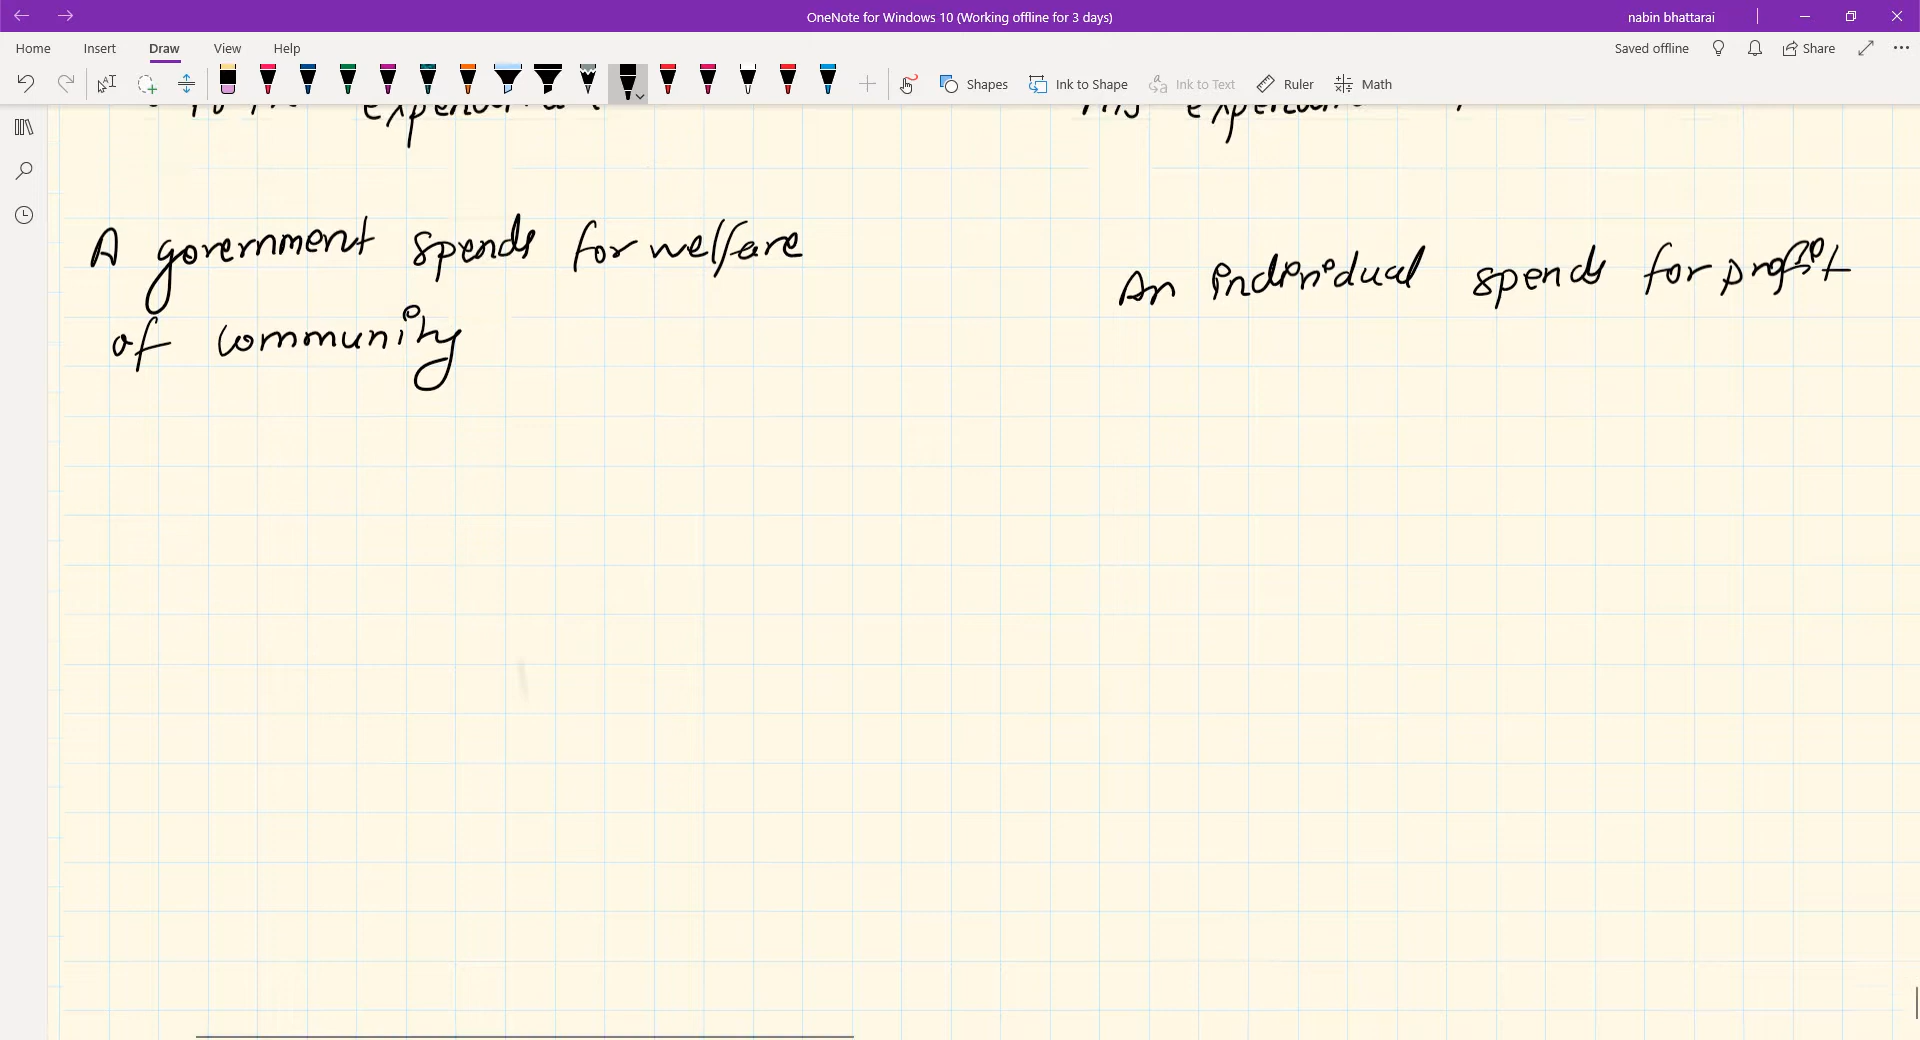 OneNote for Windows 10 (Working offline for 3 days)
nabin bhattarai
Home Insert Draw View Help
Saved offline Share
Shapes Ink to Shape Ink to Text Ruler Math
A government spends for welfare
of community
An individual spends for profit